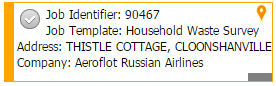 Job Identifier: 90467
Job Template: Household Waste Survey
Address: THISTLE COTTAGE, CLOONSHANVILLE
Company: Aeroflot Russian Airlines